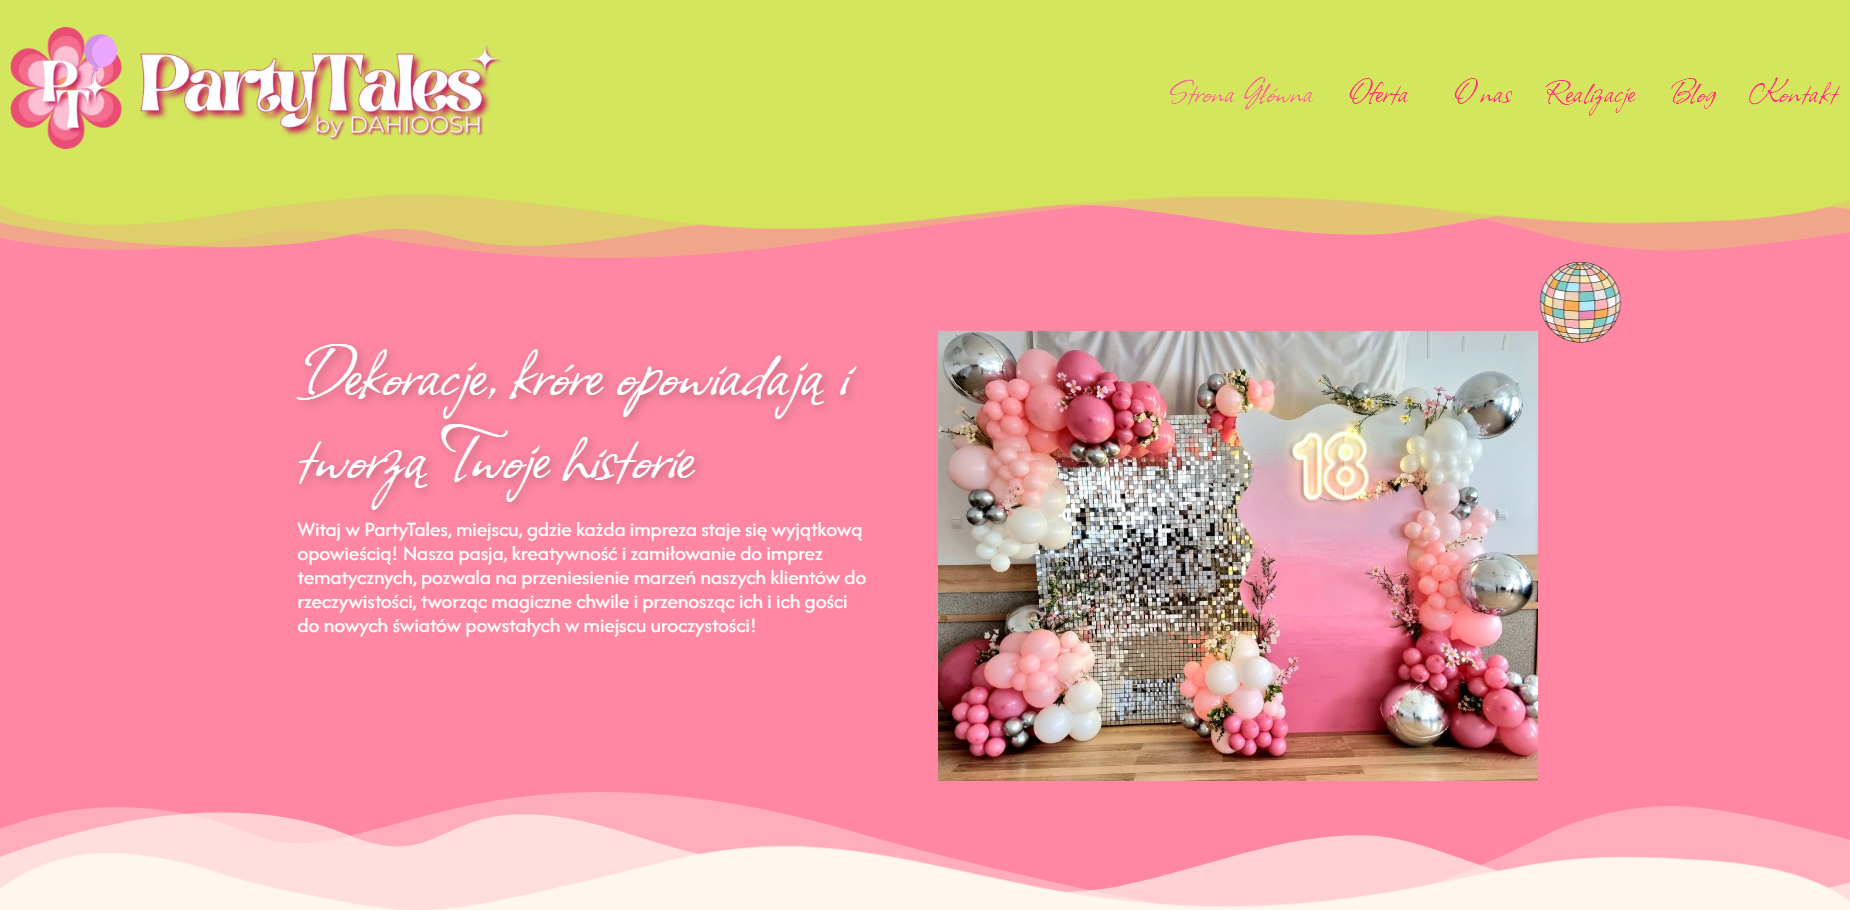 PT
PartyTales
by DAHIOOSH
Strona Główna Oferta O nas Realizacje Blog Kontakt
Dekoracje, króre opowiadają i
tworzą Twoje historie
Witaj w PartyTales, miejscu, gdzie każda impreza staje się wyjątkową
opowieścią! Nasza pasja, kreatywność i zamiłowanie do imprez
tematycznych, pozwala na przeniesienie marzeń naszych klientów do
rzeczywistości, tworząc magiczne chwile i przenosząc ich i ich gości
do nowych światów powstałych w miejscu uroczystości!
18